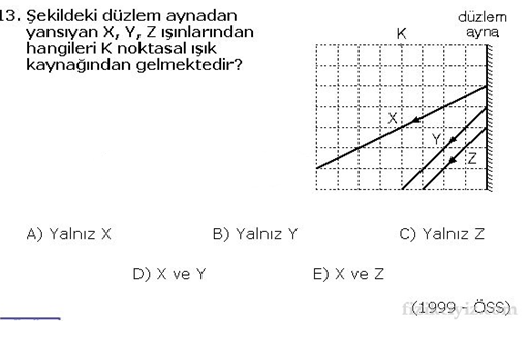 13. Şekildeki düzlem aynadan
yansıyan X, Y, Z ışınlarından
hangileri K noktasal ışık
kaynağından gelmektedir?
düzlem
ayna
K
X
Y
Z
A) Yalnız X
B) Yalnız Y
C) Yalnız Z
D) X ve Y
E) X ve Z
(1999 - ÖSS)